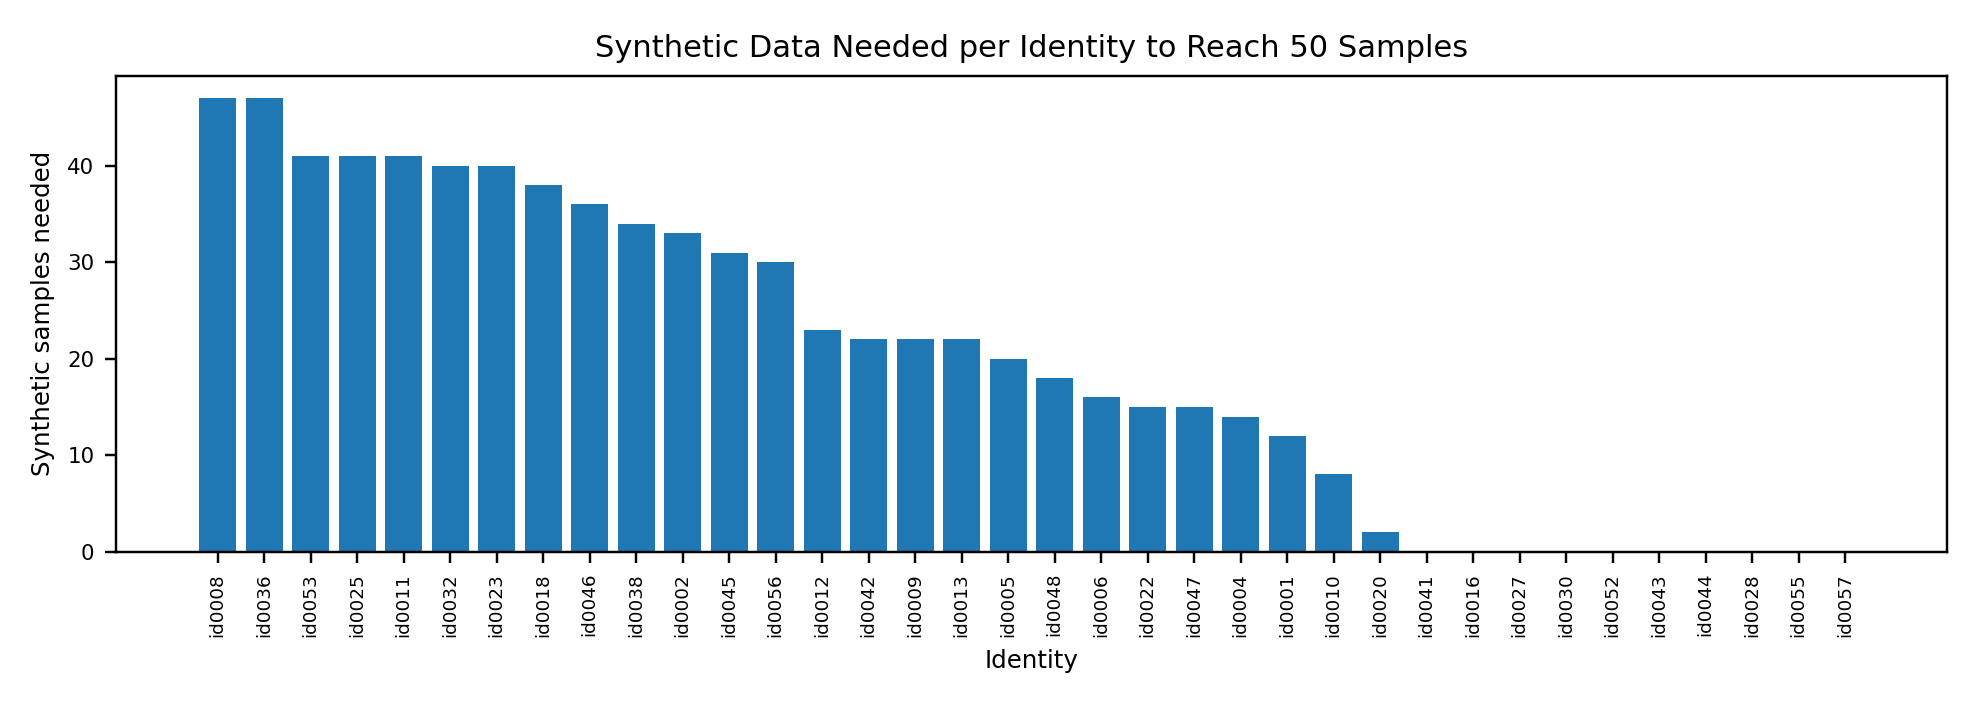 Synthetic Data Needed per Identity to Reach 50 Samples
Synthetic samples needed
40
30
20
10
0
id0008
id0036
id0053
id0025
id0011
id0032
id0023
id0018
id0046
id0038
id0002
id0045
id0056
id0012
id0042
id0009
id0013
id0005
id0048
id0006
id0022
id0047
id0004
id0001
id0010
id0020
id0041
id0016
id0027
id0030
id0052
id0043
id0044
id0028
id0055
id0057
Identity